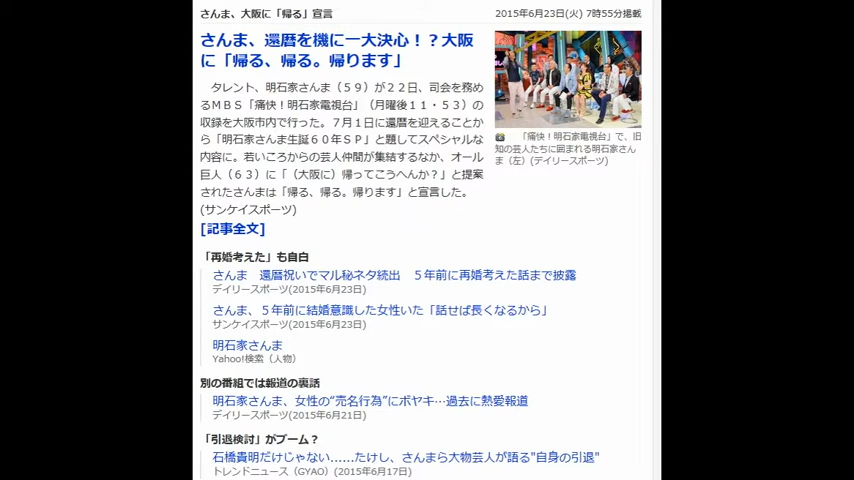 さんま、大阪に「帰る」宣言
2015年6月23日(火) 7時55分掲載
さんま、還暦を機に一大決心！？大阪
に「帰る、帰る。帰ります」
タレント、明石家さんま（５９）が２２日、司会を務め
るＭＢＳ「痛快！明石家電視台」（月曜後１１・５３）の
収録を大阪市内で行った。７月１日に還暦を迎えることか
ら「明石家さんま生誕６０年ＳＰ」と題してスペシャルな
内容に。若いころからの芸人仲間が集結するなか、オール
巨人（６３）に「（大阪に）帰ってこうへんか？」と提案
されたさんまは「帰る、帰る。帰ります」と宣言した。
(サンケイスポーツ)
[記事全文]
「痛快！明石家電視台」で、旧
知の芸人たちに囲まれる明石家さん
ま（左）(デイリースポーツ)
「再婚考えた」も自白
さんま　還暦祝いでマル秘ネタ続出　５年前に再婚考えた話まで披露
デイリースポーツ(2015年6月23日)
さんま、５年前に結婚意識した女性いた「話せば長くなるから」
サンケイスポーツ(2015年6月23日)
明石家さんま
Yahoo!検索（人物）
別の番組では報道の裏話
明石家さんま、女性の“売名行為”にボヤキ…過去に熱愛報道
デイリースポーツ(2015年6月21日)
「引退検討」がブーム？
石橋貴明だけじゃない……たけし、さんまら大物芸人が語る"自身の引退"
トレンドニュース（GYAO）(2015年6月17日)